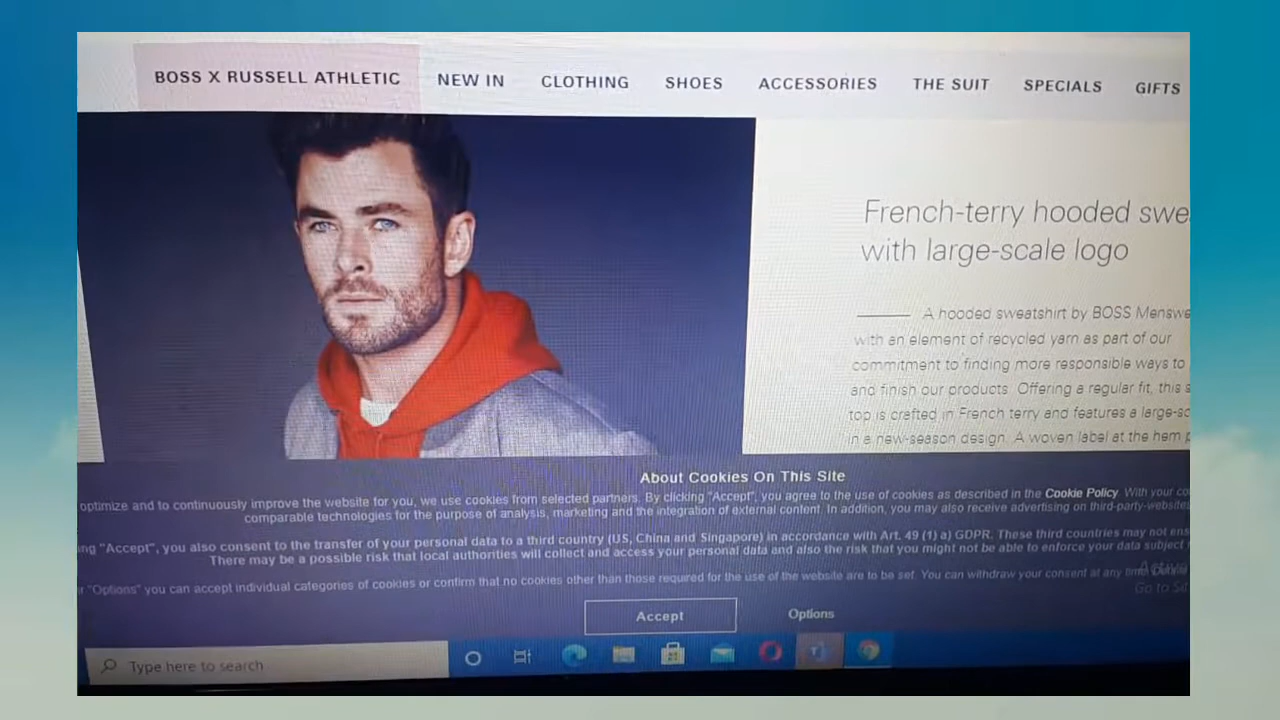 BOSS X RUSSELL ATHLETIC NEW IN CLOTHING SHOES ACCESSORIES THE SUIT SPECIALS GIFTS
French-terry hooded swe
with large-scale logo
A hooded sweatshirt by BOSS Menswe
with an element of recycled yarn as part of our
commitment to finding more responsible ways to
and finish our products. Offering a regular fit, this s
top is crafted in French terry and features a large-sc
in a new-season design. A woven label at the hem p
About Cookies On This Site
optimize and to continuously improve the website for you, we use cookies from selected partners. By clicking "Accept", you agree to the use of cookies as described in the Cookie Policy. With your co
comparable technologies for the purpose of analysis, marketing and the integration of external content. In addition, you may also receive advertising on third-party-websites
ng "Accept", you also consent to the transfer of your personal data to a third country (US, China and Singapore) in accordance with Art. 49 (1) a) GDPR. These third countries may not ens
There may be a possible risk that local authorities will collect and access your personal data and also the risk that you might not be able to enforce your data subject
r "Options" you can accept individual categories of cookies or confirm that no cookies other than those required for the use of the website are to be set. You can withdraw your consent at any time
Go to
Accept Options
Type here to search